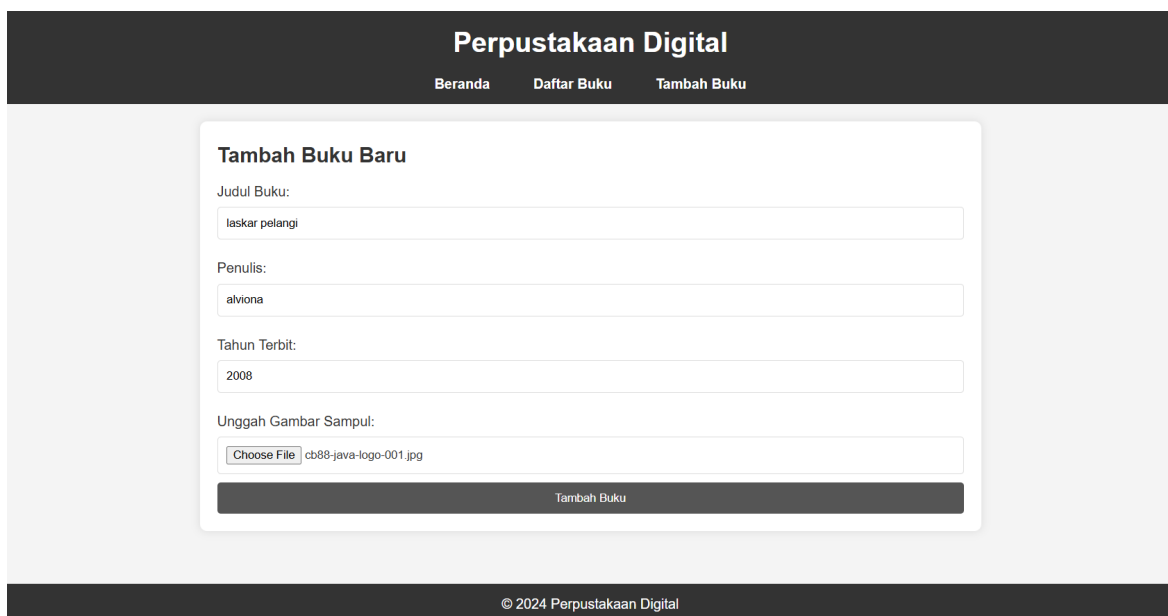 Perpustakaan Digital
Beranda Daftar Buku Tambah Buku
Tambah Buku Baru
Judul Buku:
laskar pelangi
Penulis:
alviona
Tahun Terbit:
2008
Unggah Gambar Sampul:
Choose File cb88-java-logo-001.jpg
Tambah Buku
© 2024 Perpustakaan Digital